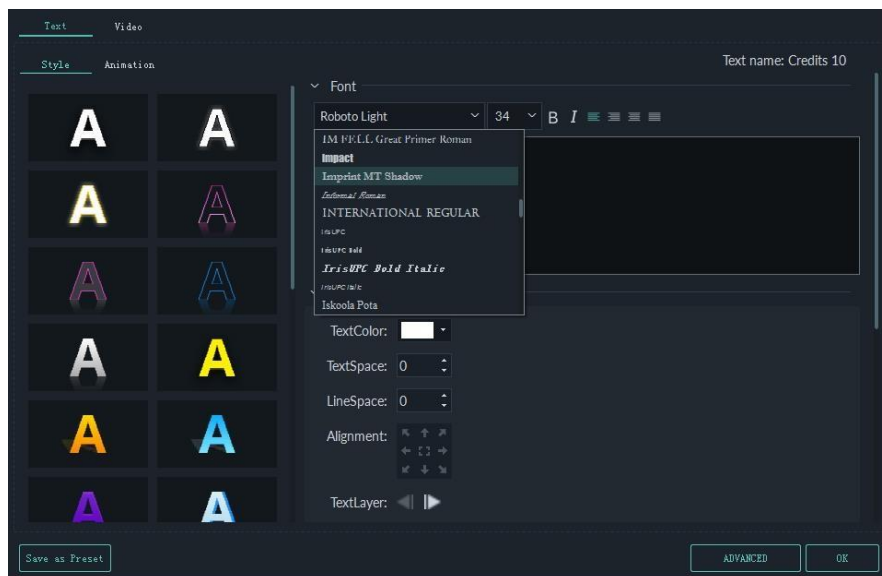 Text Video
Style Animation
Text name: Credits 10
Font
Roboto Light 34 B I
IM FELL Great Primer Roman
Impact
Imprint MT Shadow
Informal Roman
INTERNATIONAL REGULAR
IrisUPC
IrisUPC Bold
IrisUPC Bold Italic
IrisUPC Italic
Iskoola Pota
A A
A A
A A
A A
A A
A A
TextColor:
TextSpace: 0
LineSpace: 0
Alignment:
TextLayer:
Save as Preset
ADVANCED OK